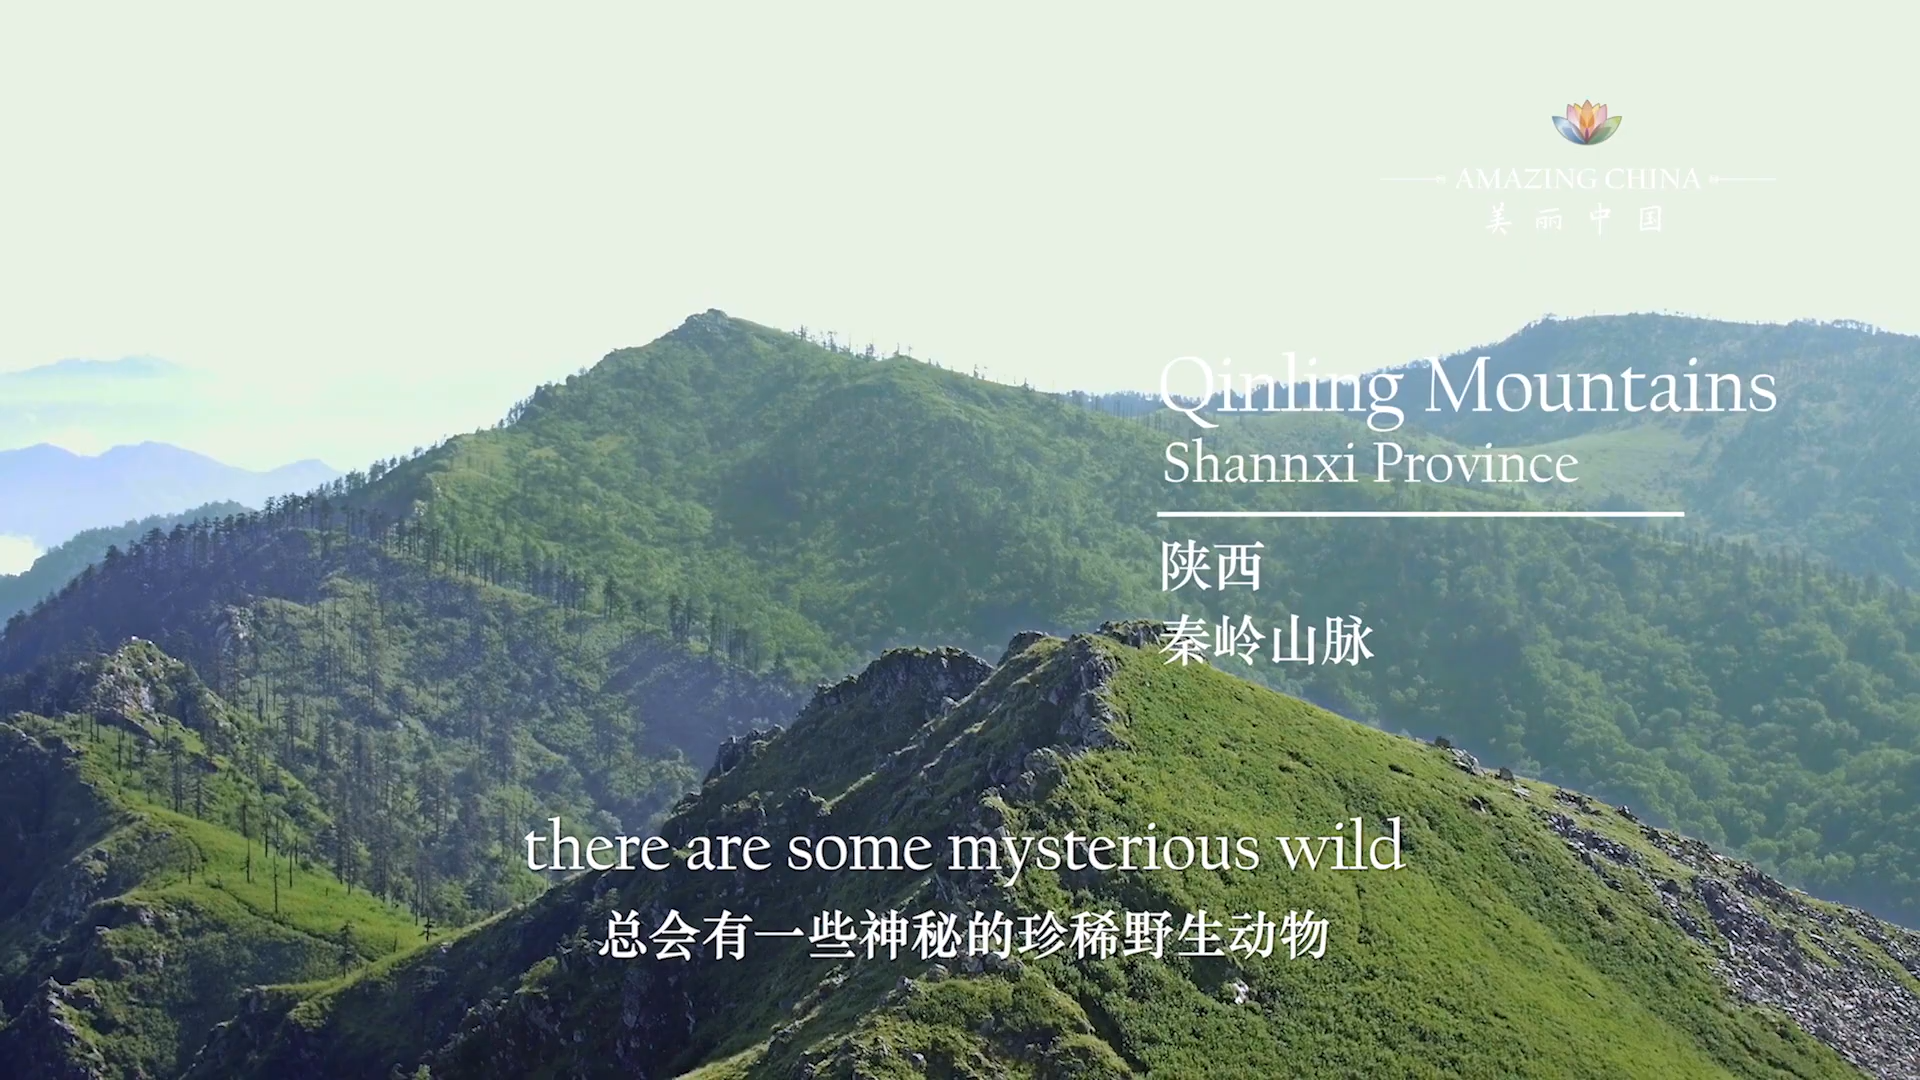 AMAZING CHINA
美丽中国
Qinling Mountains
Shannxi Province
陕西
秦岭山脉
there are some mysterious wild
总会有一些神秘的珍稀野生动物